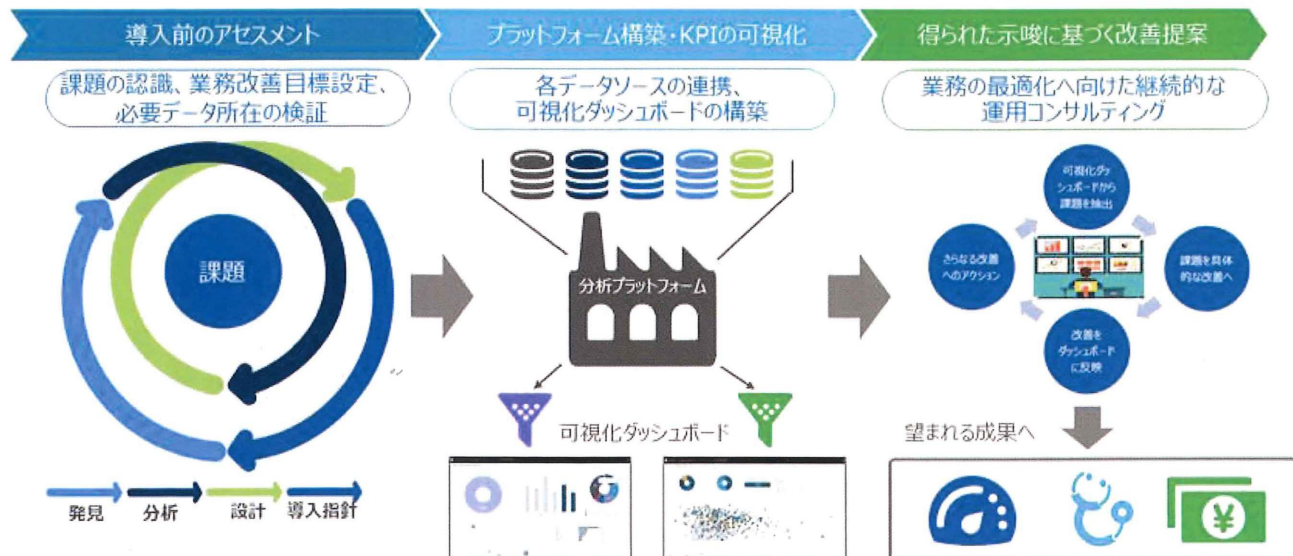 導入前のアセスメント
課題の認識、業務改善目標設定、
必要データ所在の検証
課題
発見
分析
設計
導入指針
プラットフォーム構築・KPIの可視化
各データソースの連携、
可視化ダッシュボードの構築
分析プラットフォーム
可視化ダッシュボード
得られた示唆に基づく改善提案
業務の最適化へ向けた継続的な
運用コンサルティング
可視化ダッ
シュボードから
課題を抽出
さらなる改善
へのアクション
課題を具体
的な改善へ
改善を
ダッシュボード
に反映
望まれる成果へ
¥